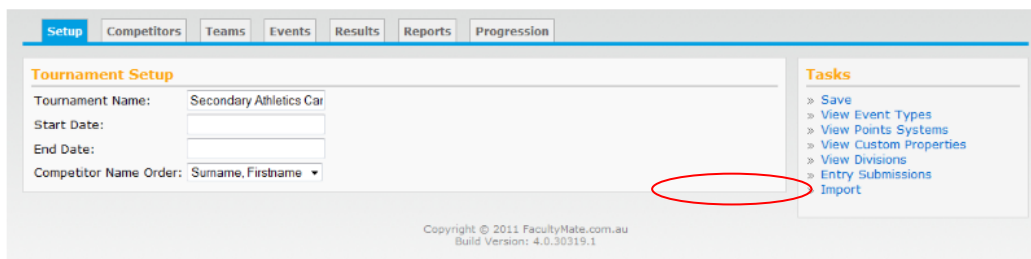 Setup Competitors Teams Events Results Reports Progression
Tournament Setup
Tournament Name: Secondary Athletics Car
Start Date:
End Date:
Competitor Name Order: Surname, Firstname
Tasks
» Save
» View Event Types
» View Points Systems
» View Custom Properties
» View Divisions
» Entry Submissions
» Import
Copyright © 2011 FacultyMate.com.au
Build Version: 4.0.30319.1